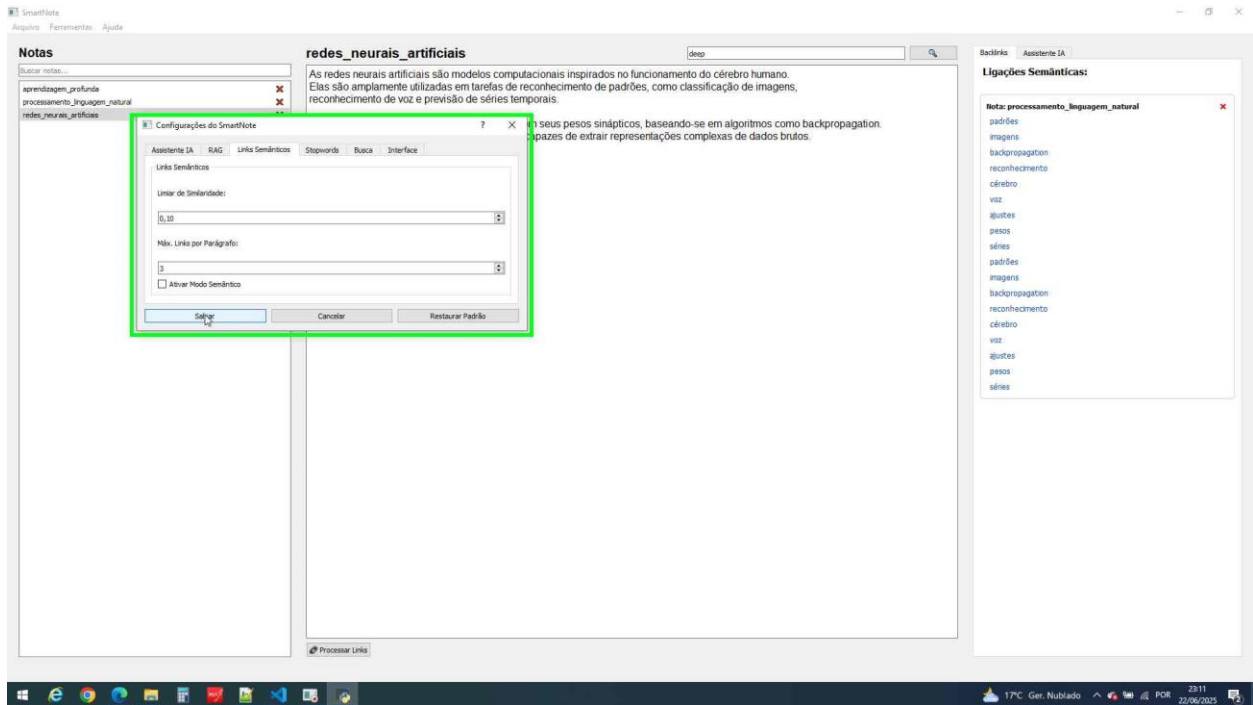 SmartNote
Arquivo Ferramentas Ajuda
Notas
Buscar notas...
aprendizagem_profunda
processamento_linguagem_natural
redes_neurais_artificiais
redes_neurais_artificiais
deep
As redes neurais artificiais são modelos computacionais inspirados no funcionamento do cérebro humano.
Elas são amplamente utilizadas em tarefas de reconhecimento de padrões, como classificação de imagens,
reconhecimento de voz e previsão de séries temporais.
seus pesos sinápticos, baseando-se em algoritmos como backpropagation.
de extrair representações complexas de dados brutos.
Configurações do SmartNote
? X
Assistente IA RAG Links Semânticos Stopwords Busca Interface
Links Semânticos
Limiar de Similaridade:
0,10
Máx. Links por Parágrafo:
3
Ativar Modo Semântico
Salvar Cancelar Restaurar Padrão
Processar Links
Backlinks Assistente IA
Ligações Semânticas:
Nota: processamento_linguagem_natural
padrões
imagens
backpropagation
reconhecimento
cérebro
voz
ajustes
pesos
séries
padrões
imagens
backpropagation
reconhecimento
cérebro
voz
ajustes
pesos
séries
17°C Ger. Nublado POR 23:11
22/06/2025